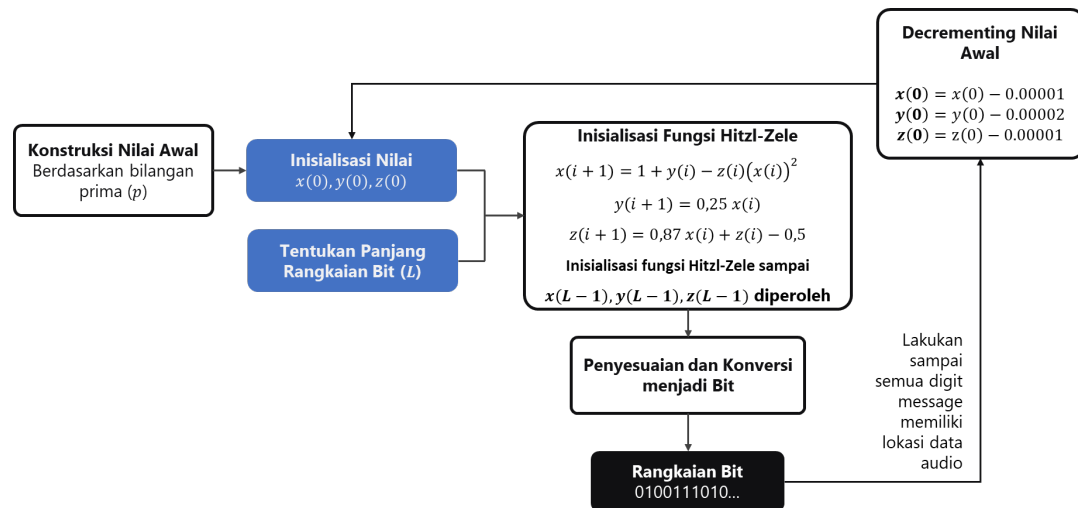 Konstruksi Nilai Awal
Berdasarkan bilangan
prima (p)
Inisialisasi Nilai
x(0), y(0), z(0)
Tentukan Panjang
Rangkaian Bit (L)
Inisialisasi Fungsi Hitzl-Zele
x(i + 1) = 1 + y(i) − z(i)(x(i))²
y(i + 1) = 0,25 x(i)
z(i + 1) = 0,87 x(i) + z(i) − 0,5
Inisialisasi fungsi Hitzl-Zele sampai
x(L − 1), y(L − 1), z(L − 1) diperoleh
Penyesuaian dan Konversi
menjadi Bit
Rangkaian Bit
0100111010...
Lakukan
sampai
semua digit
message
memiliki
lokasi data
audio
Decrementing Nilai
Awal
x(0) = x(0) − 0.00001
y(0) = y(0) − 0.00002
z(0) = z(0) − 0.00001